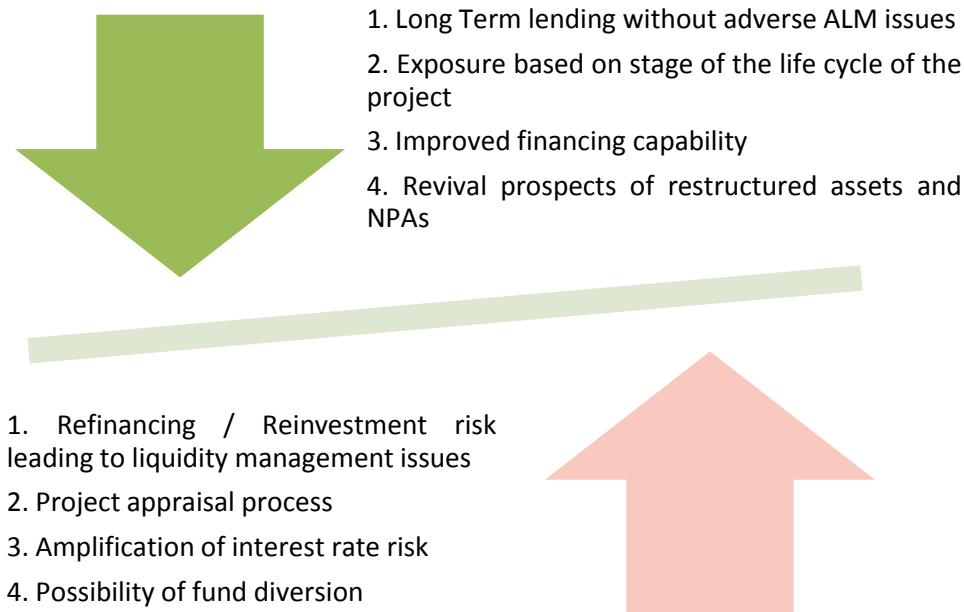 1. Long Term lending without adverse ALM issues
2. Exposure based on stage of the life cycle of the
project
3. Improved financing capability
4. Revival prospects of restructured assets and
NPAs
1. Refinancing / Reinvestment risk
leading to liquidity management issues
2. Project appraisal process
3. Amplification of interest rate risk
4. Possibility of fund diversion